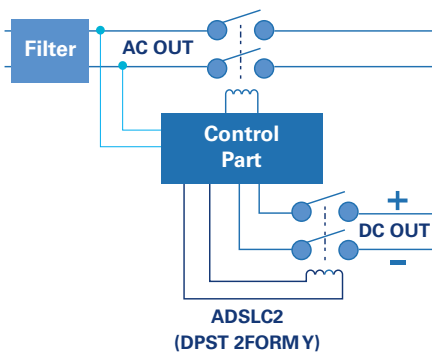 Filter
AC OUT
Control
Part
+
DC OUT
–
ADSLC2
(DPST 2FORM Y)